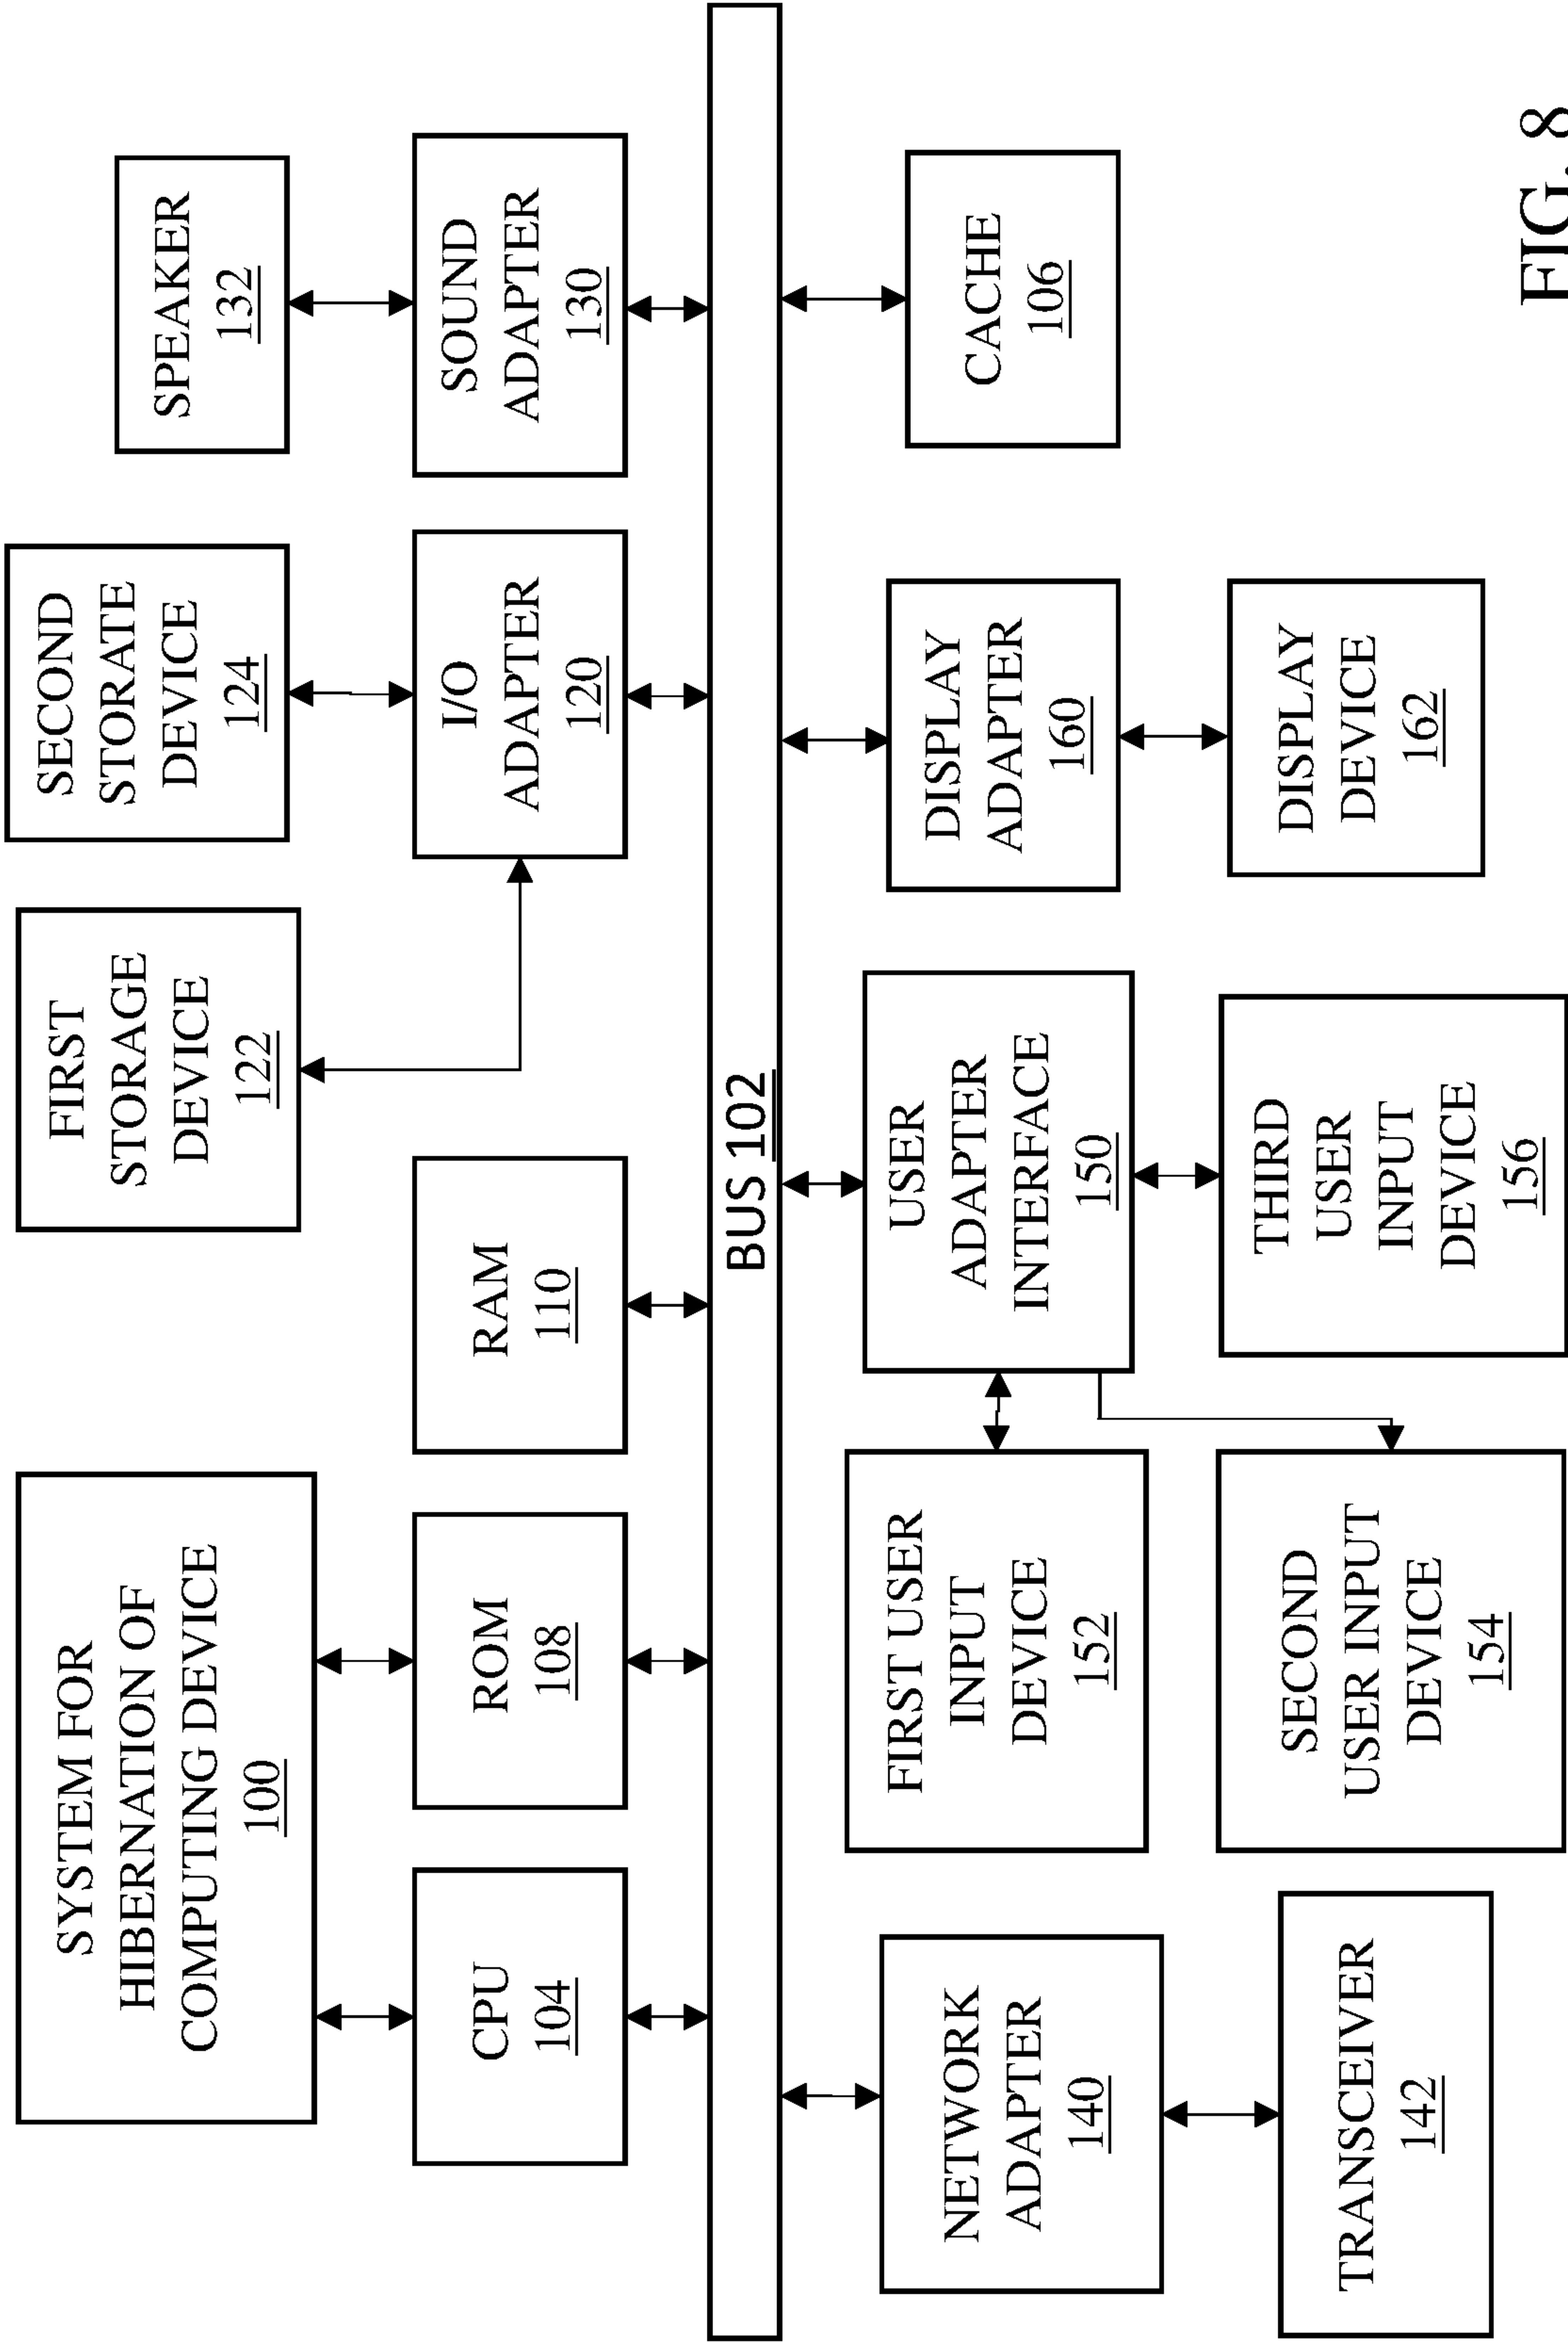 SYSTEM FOR
HIBERNATION OF
COMPUTING DEVICE
100
FIRST
STORAGE
DEVICE
122
SECOND
STORATE
DEVICE
124
SPEAKER
132
CPU
104
ROM
108
RAM
110
I/O
ADAPTER
120
SOUND
ADAPTER
130
BUS 102
NETWORK
ADAPTER
140
FIRST USER
INPUT
DEVICE
152
USER
ADAPTER
INTERFACE
150
DISPLAY
ADAPTER
160
CACHE
106
TRANSCEIVER
142
SECOND
USER INPUT
DEVICE
154
THIRD
USER
INPUT
DEVICE
156
DISPLAY
DEVICE
162
FIG. 8